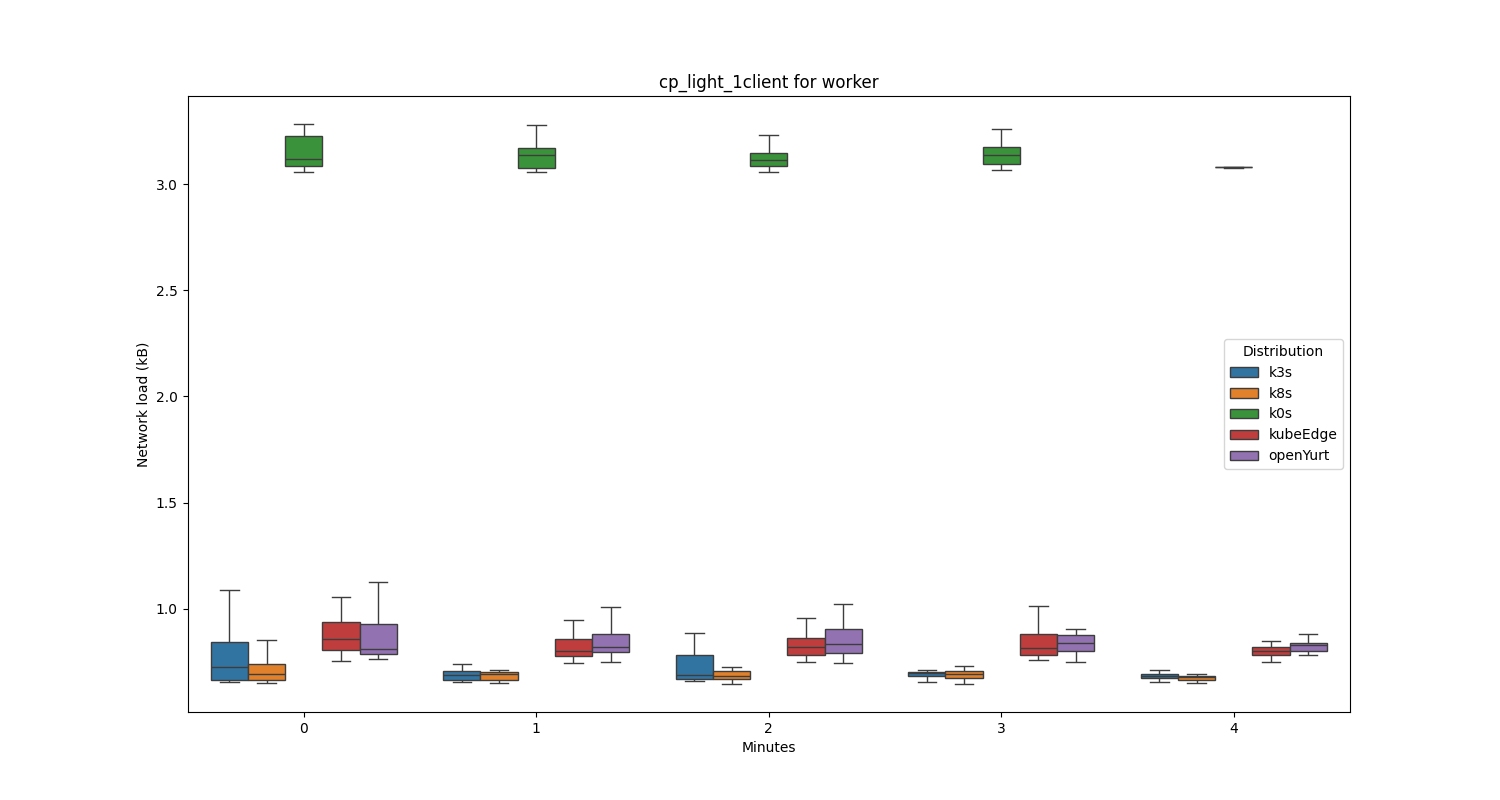 cp_light_1client for worker
Network load (kB)
3.0
2.5
2.0
1.5
1.0
Distribution
k3s
k8s
k0s
kubeEdge
openYurt
0 1 2 3 4
Minutes